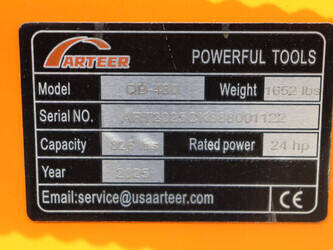 ARTEER
POWERFUL TOOLS
Model Weight 1652 lbs
Serial NO.
Capacity Rated power 24 hp
Year 2025
Email:service@usaarteer.com CE